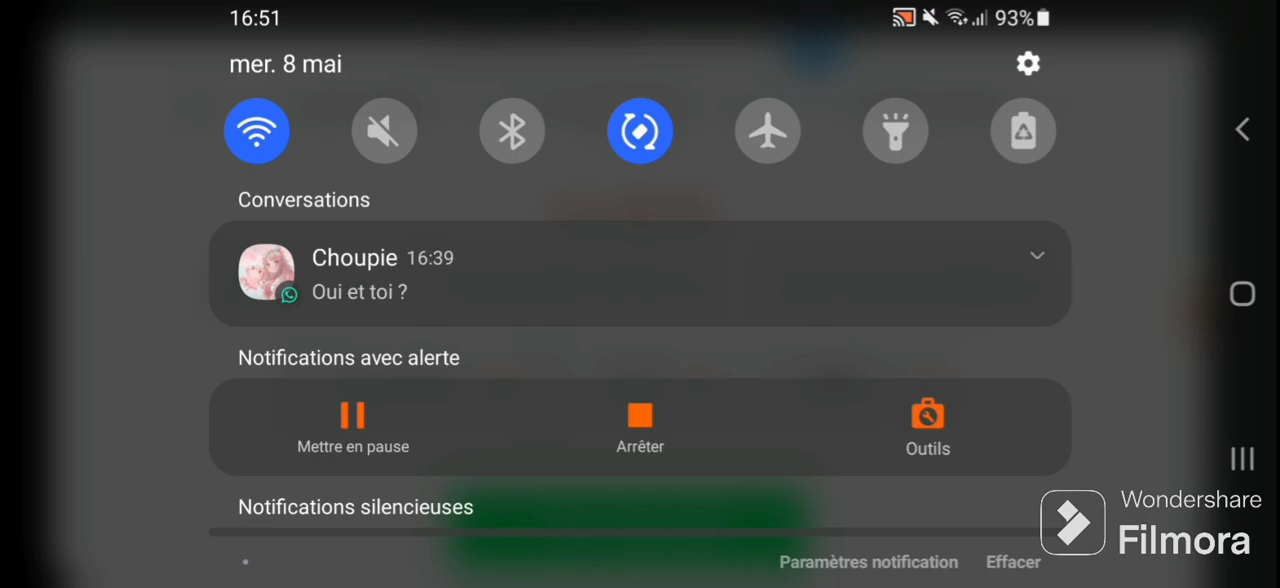 16:51
93%
mer. 8 mai
Conversations
Choupie 16:39
Oui et toi ?
Notifications avec alerte
Mettre en pause
Arrêter
Outils
Notifications silencieuses
Paramètres notification
Effacer
Wondershare
Filmora